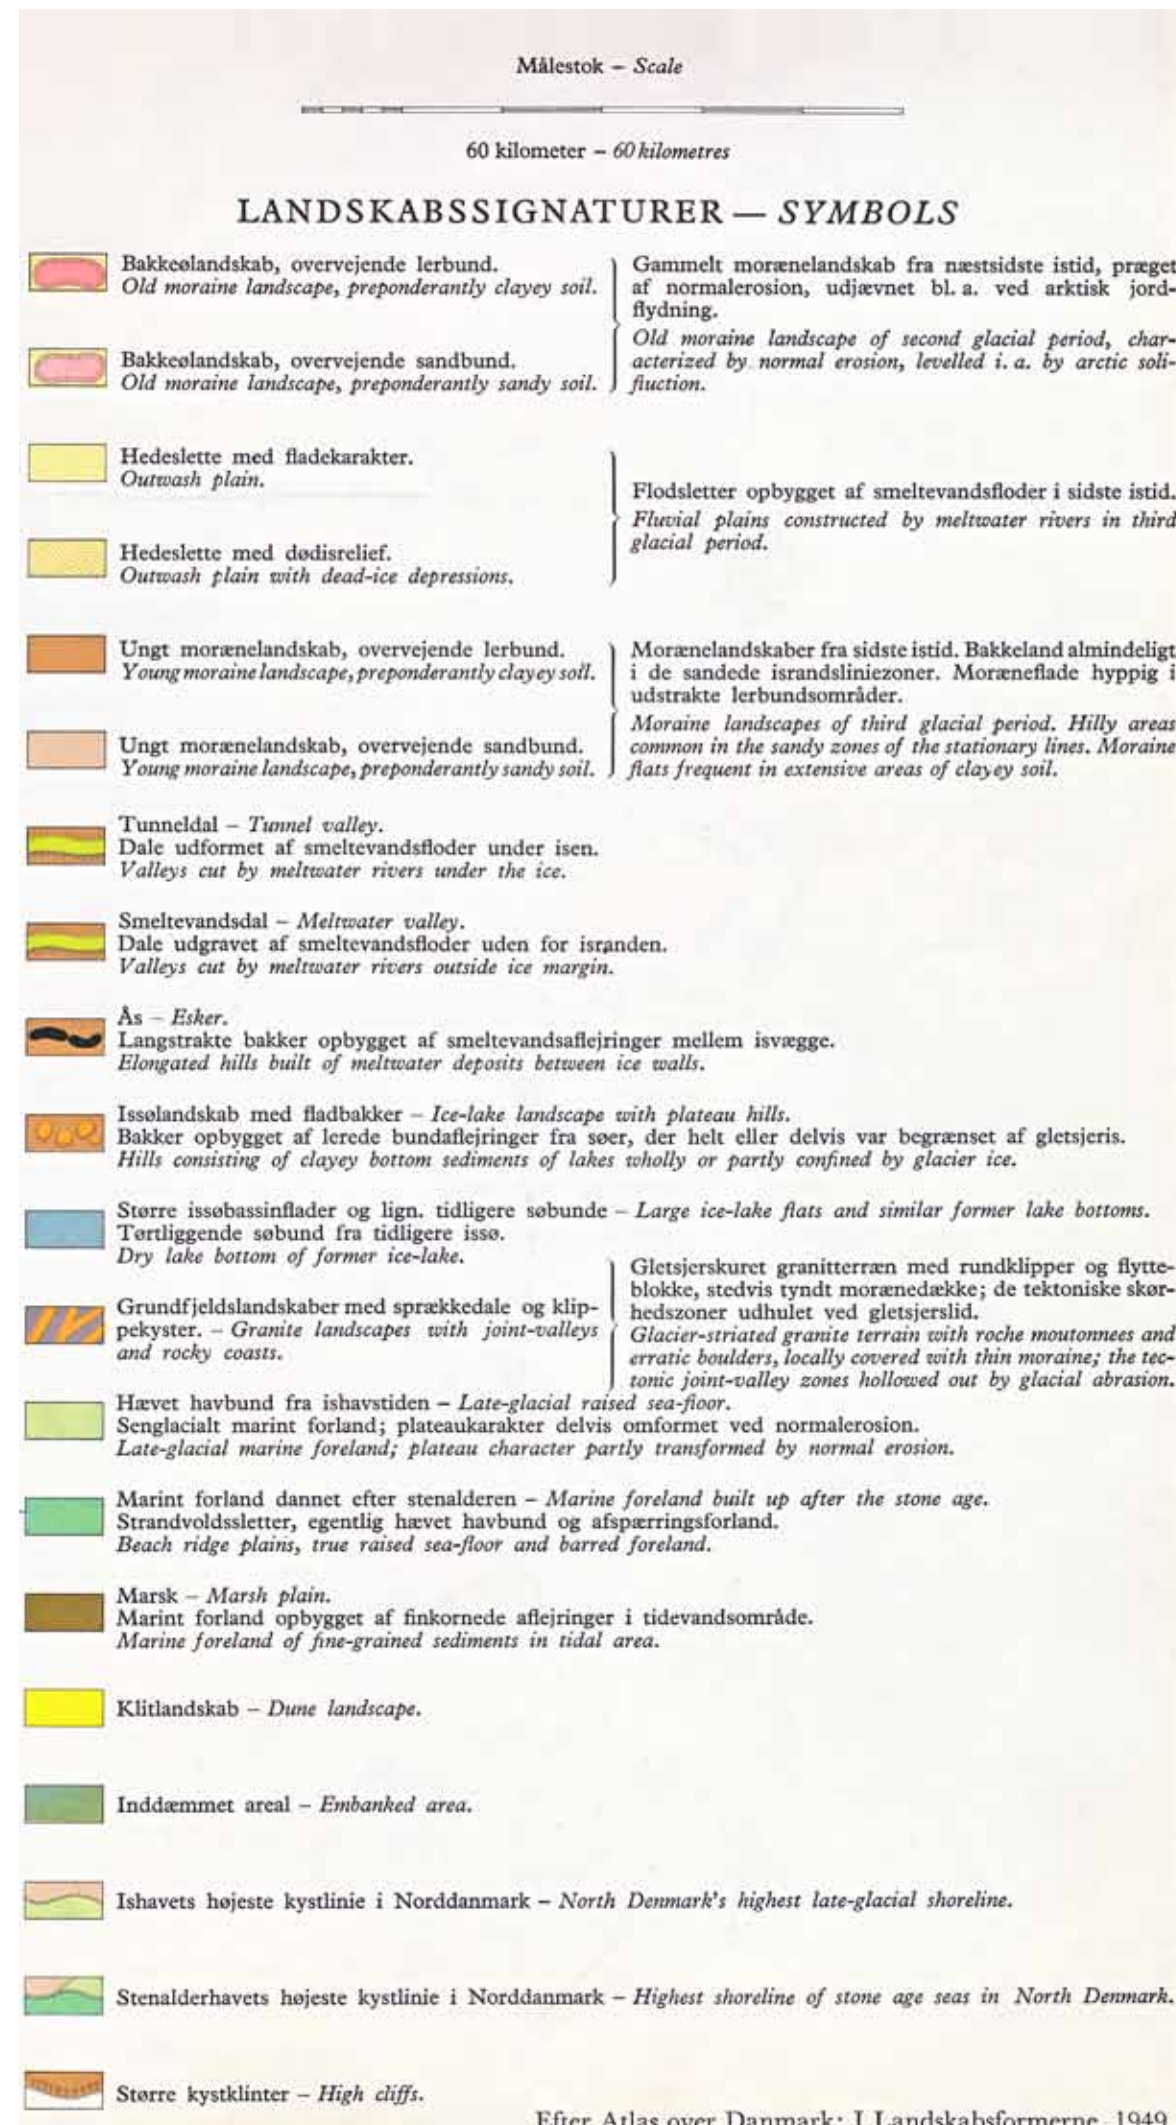 Målestok – Scale
60 kilometer – 60 kilometres
LANDSKABSSIGNATURER — SYMBOLS
Bakkeølandskab, overvejende lerbund.
Old moraine landscape, preponderantly clayey soil.
Bakkeølandskab, overvejende sandbund.
Old moraine landscape, preponderantly sandy soil.
Gammelt morænelandskab fra næstsidste istid, præget
af normalerosion, udjævnet bl. a. ved arktisk jord-
flydning.
Old moraine landscape of second glacial period, char-
acterized by normal erosion, levelled i. a. by arctic soli-
fluction.
Hedeslette med fladekarakter.
Outwash plain.
Hedeslette med dødisrelief.
Outwash plain with dead-ice depressions.
Flodsletter opbygget af smeltevandsfloder i sidste istid.
Fluvial plains constructed by meltwater rivers in third
glacial period.
Ungt morænelandskab, overvejende lerbund.
Young moraine landscape, preponderantly clayey soil.
Ungt morænelandskab, overvejende sandbund.
Young moraine landscape, preponderantly sandy soil.
Morænelandskaber fra sidste istid. Bakkeland almindeligt
i de sandede israndsliniezoner. Moræneflade hyppig i
udstrakte lerbundsområder.
Moraine landscapes of third glacial period. Hilly areas
common in the sandy zones of the stationary lines. Moraine
flats frequent in extensive areas of clayey soil.
Tunneldal – Tunnel valley.
Dale udformet af smeltevandsfloder under isen.
Valleys cut by meltwater rivers under the ice.
Smeltevandsdal – Meltwater valley.
Dale udgravet af smeltevandsfloder uden for isranden.
Valleys cut by meltwater rivers outside ice margin.
Ås – Esker.
Langstrakte bakker opbygget af smeltevandsaflejringer mellem isvægge.
Elongated hills built of meltwater deposits between ice walls.
Issølandskab med fladbakker – Ice-lake landscape with plateau hills.
Bakker opbygget af lerede bundaflejringer fra søer, der helt eller delvis var begrænset af gletsjeris.
Hills consisting of clayey bottom sediments of lakes wholly or partly confined by glacier ice.
Større issøbassinflader og lign. tidligere søbunde – Large ice-lake flats and similar former lake bottoms.
Tørtliggende søbund fra tidligere issø.
Dry lake bottom of former ice-lake.
Grundfjeldslandskaber med sprækkedale og klip-
pekyster. – Granite landscapes with joint-valleys
and rocky coasts.
Gletsjerskuret granitterræn med rundklipper og flytte-
blokke, stedvis tyndt morænedække; de tektoniske skør-
hedszoner udhulet ved gletsjerslid.
Glacier-striated granite terrain with roche moutonnees and
erratic boulders, locally covered with thin moraine; the tec-
tonic joint-valley zones hollowed out by glacial abrasion.
Hævet havbund fra ishavstiden – Late-glacial raised sea-floor.
Senglacialt marint forland; plateaukarakter delvis omformet ved normalerosion.
Late-glacial marine foreland; plateau character partly transformed by normal erosion.
Marint forland dannet efter stenalderen – Marine foreland built up after the stone age.
Strandvoldssletter, egentlig hævet havbund og afspærringsforland.
Beach ridge plains, true raised sea-floor and barred foreland.
Marsk – Marsh plain.
Marint forland opbygget af finkornede aflejringer i tidevandsområde.
Marine foreland of fine-grained sediments in tidal area.
Klitlandskab – Dune landscape.
Inddæmmet areal – Embanked area.
Ishavets højeste kystlinie i Norddanmark – North Denmark's highest late-glacial shoreline.
Stenalderhavets højeste kystlinie i Norddanmark – Highest shoreline of stone age seas in North Denmark.
Større kystklinter – High cliffs.
Efter Atlas over Danmark: I Landskabsformerne, 1949